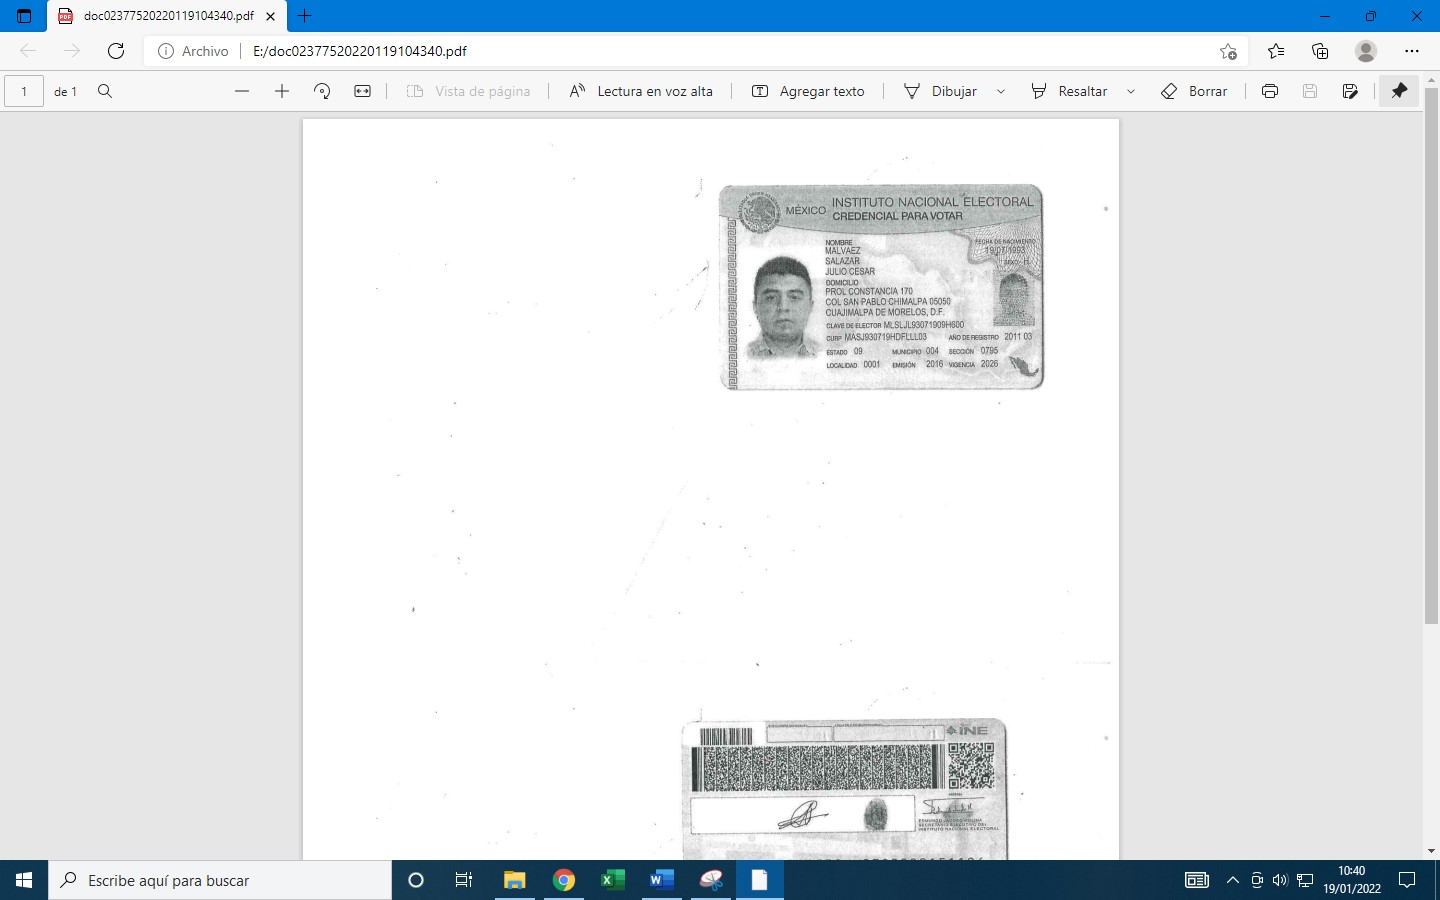 doc02377520220119104340.pdf
Archivo
E:/doc02377520220119104340.pdf
1 de 1
Vista de página
Lectura en voz alta
Agregar texto
Dibujar
Resaltar
Borrar
MÉXICO
INSTITUTO NACIONAL ELECTORAL
CREDENCIAL PARA VOTAR
NOMBRE
MALVAEZ
SALAZAR
JULIO CESAR
FECHA DE NACIMIENTO
19/07/1993
SEXO H
DOMICILIO
PROL CONSTANCIA 170
COL SAN PABLO CHIMALPA 05050
CUAJIMALPA DE MORELOS, D.F.
CLAVE DE ELECTOR MLSLJL93071909H600
CURP MASJ930719HDFLLL03 AÑO DE REGISTRO 2011 03
ESTADO 09 MUNICIPIO 004 SECCIÓN 0795
LOCALIDAD 0001 EMISIÓN 2016 VIGENCIA 2026
INE
EDMUNDO JACOBO MOLINA
SECRETARIO EJECUTIVO DEL
INSTITUTO NACIONAL ELECTORAL
Escribe aquí para buscar
10:40
19/01/2022